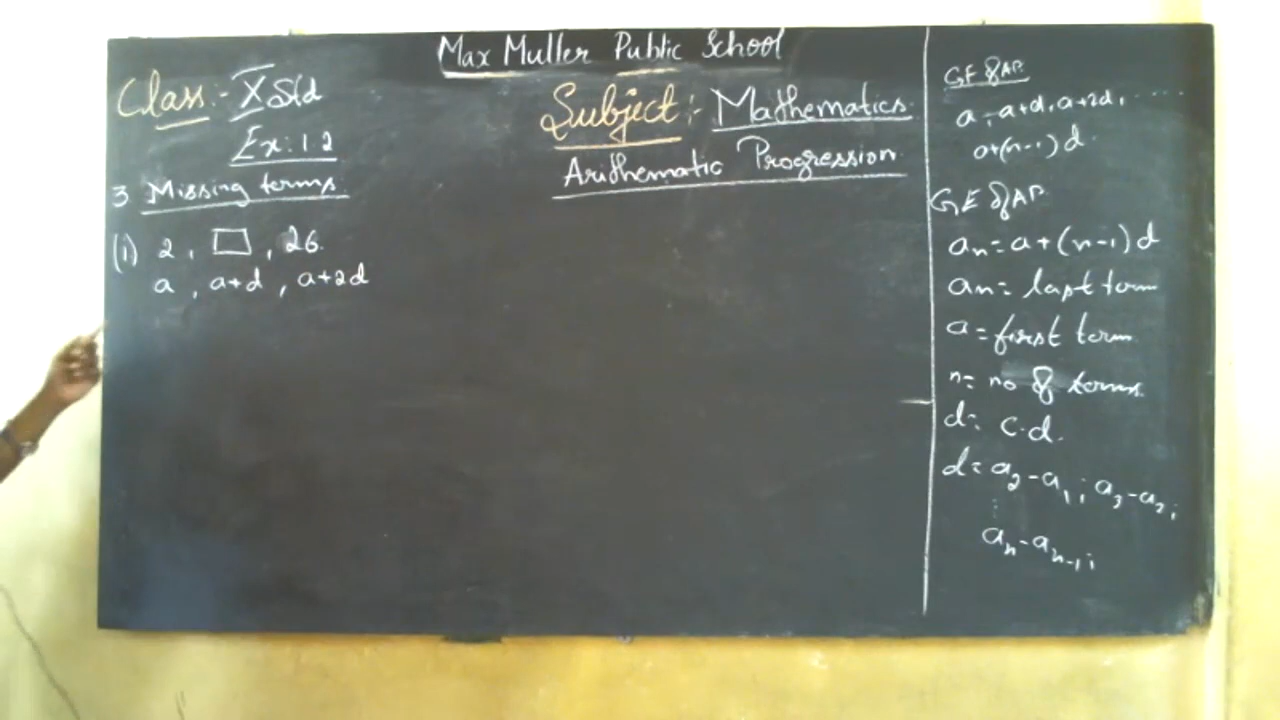 Max Muller Public School
Class:- X Std
Subject:- Mathematics
Ex: 1.2
Arithematic Progression
3 Missing terms
(i) 2, □, 26.
a, a+d, a+2d
GF of AP.
a, a+d, a+2d, .....
a+(n-1)d.
GE of AP.
an = a+(n-1)d
an = last term
a = first term
n= no of terms.
d= c.d.
d= a2-a1; a3-a2;
⋮
an-an-1;